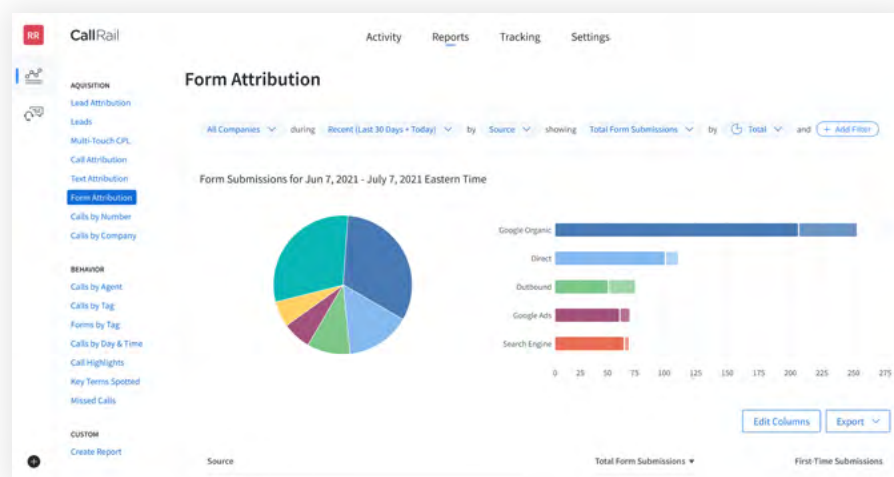 RR
CallRail
Activity Reports Tracking Settings
AQUISITION
Lead Attribution
Leads
Multi-Touch CPL
Call Attribution
Text Attribution
Form Attribution
Calls by Number
Calls by Company
BEHAVIOR
Calls by Agent
Calls by Tag
Forms by Tag
Calls by Day & Time
Call Highlights
Key Terms Spotted
Missed Calls
CUSTOM
Create Report
Form Attribution
All Companies during Recent (Last 30 Days + Today) by Source showing Total Form Submissions by Total and + Add Filter
Form Submissions for Jun 7, 2021 - July 7, 2021 Eastern Time
Google Organic
Direct
Outbound
Google Ads
Search Engine
0 25 50 75 100 125 150 175 200 225 250 275
Edit Columns Export
Source Total Form Submissions First-Time Submissions